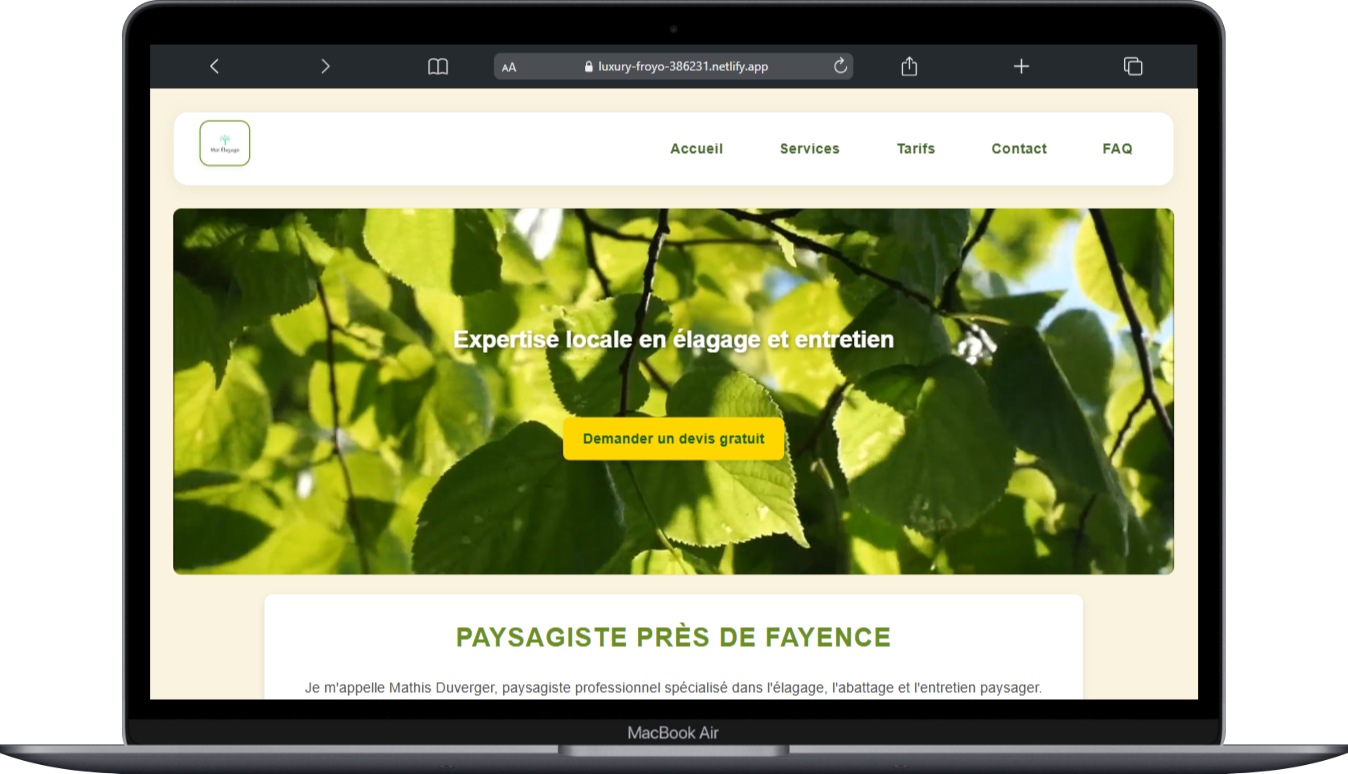 AA luxury-froyo-386231.netlify.app
Mat Élagage
Accueil Services Tarifs Contact FAQ
Expertise locale en élagage et entretien
Demander un devis gratuit
PAYSAGISTE PRÈS DE FAYENCE
Je m'appelle Mathis Duverger, paysagiste professionnel spécialisé dans l'élagage, l'abattage et l'entretien paysager.
MacBook Air